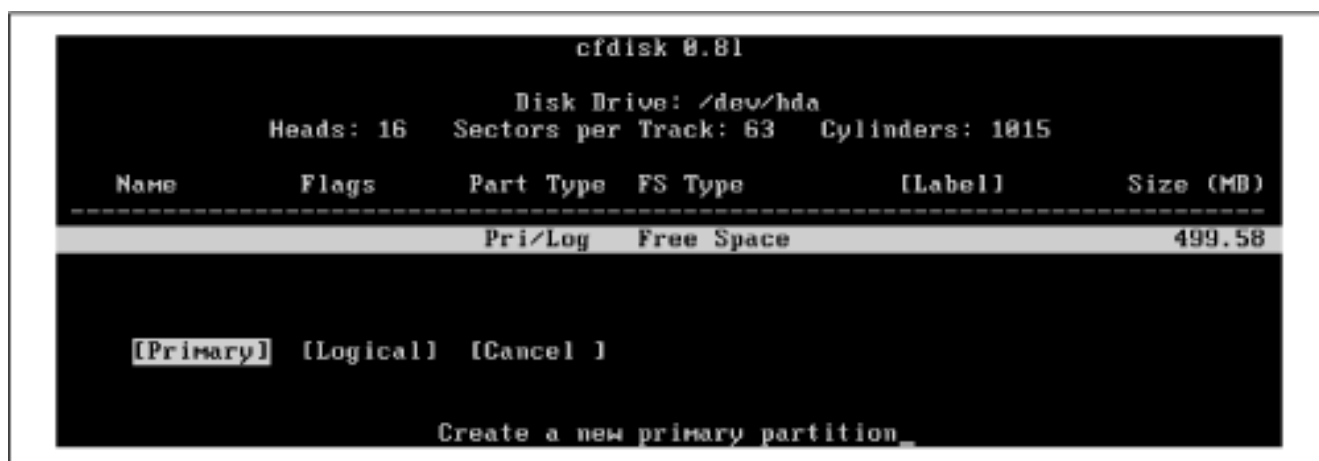 cfdisk 0.81
Disk Drive: /dev/hda
Heads: 16 Sectors per Track: 63 Cylinders: 1015
Name Flags Part Type FS Type [Label] Size (MB)
------------------------------------------------------------------------------
Pri/Log Free Space 499.58
[Primary] [Logical] [Cancel ]
Create a new primary partition_